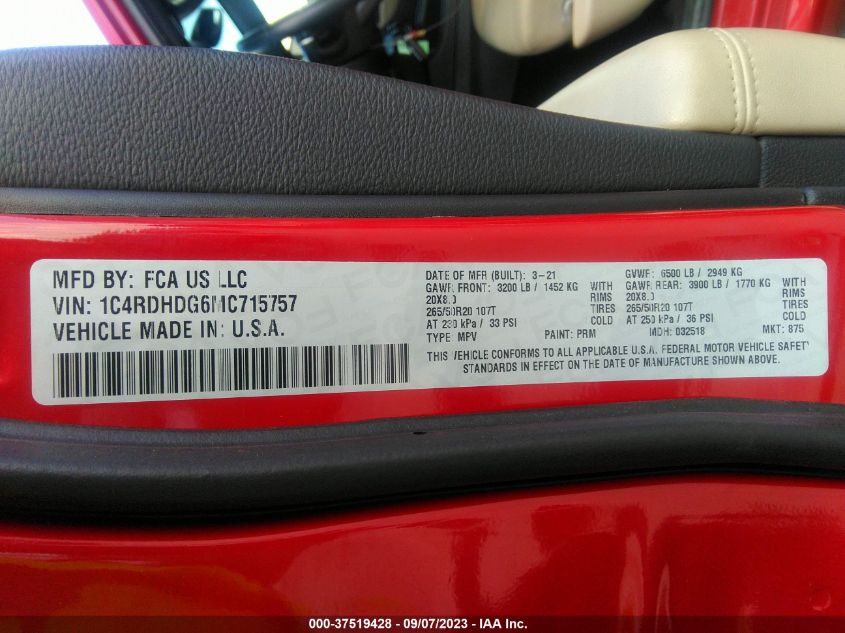 MFD BY: FCA US LLC
VIN: 1C4RDHDG6MC715757
VEHICLE MADE IN: U.S.A.
DATE OF MFR (BUILT): 3-21
GAWR, FRONT: 3200 LB / 1452 KG WITH
20X8.0 RIMS
265/50R20 107T TIRES
AT 230 kPa / 33 PSI COLD
TYPE MPV PAINT: PRM
GVWR: 6500 LB / 2949 KG
GAWR REAR: 3900 LB / 1770 KG WITH
20X8.0 RIMS
265/50R20 107T TIRES
AT 250 kPa / 36 PSI COLD
MDH: 032518 MKT: 875
THIS VEHICLE CONFORMS TO ALL APPLICABLE U.S.A. FEDERAL MOTOR VEHICLE SAFETY
STANDARDS IN EFFECT ON THE DATE OF MANUFACTURE SHOWN ABOVE.
000-37519428 - 09/07/2023 - IAA Inc.